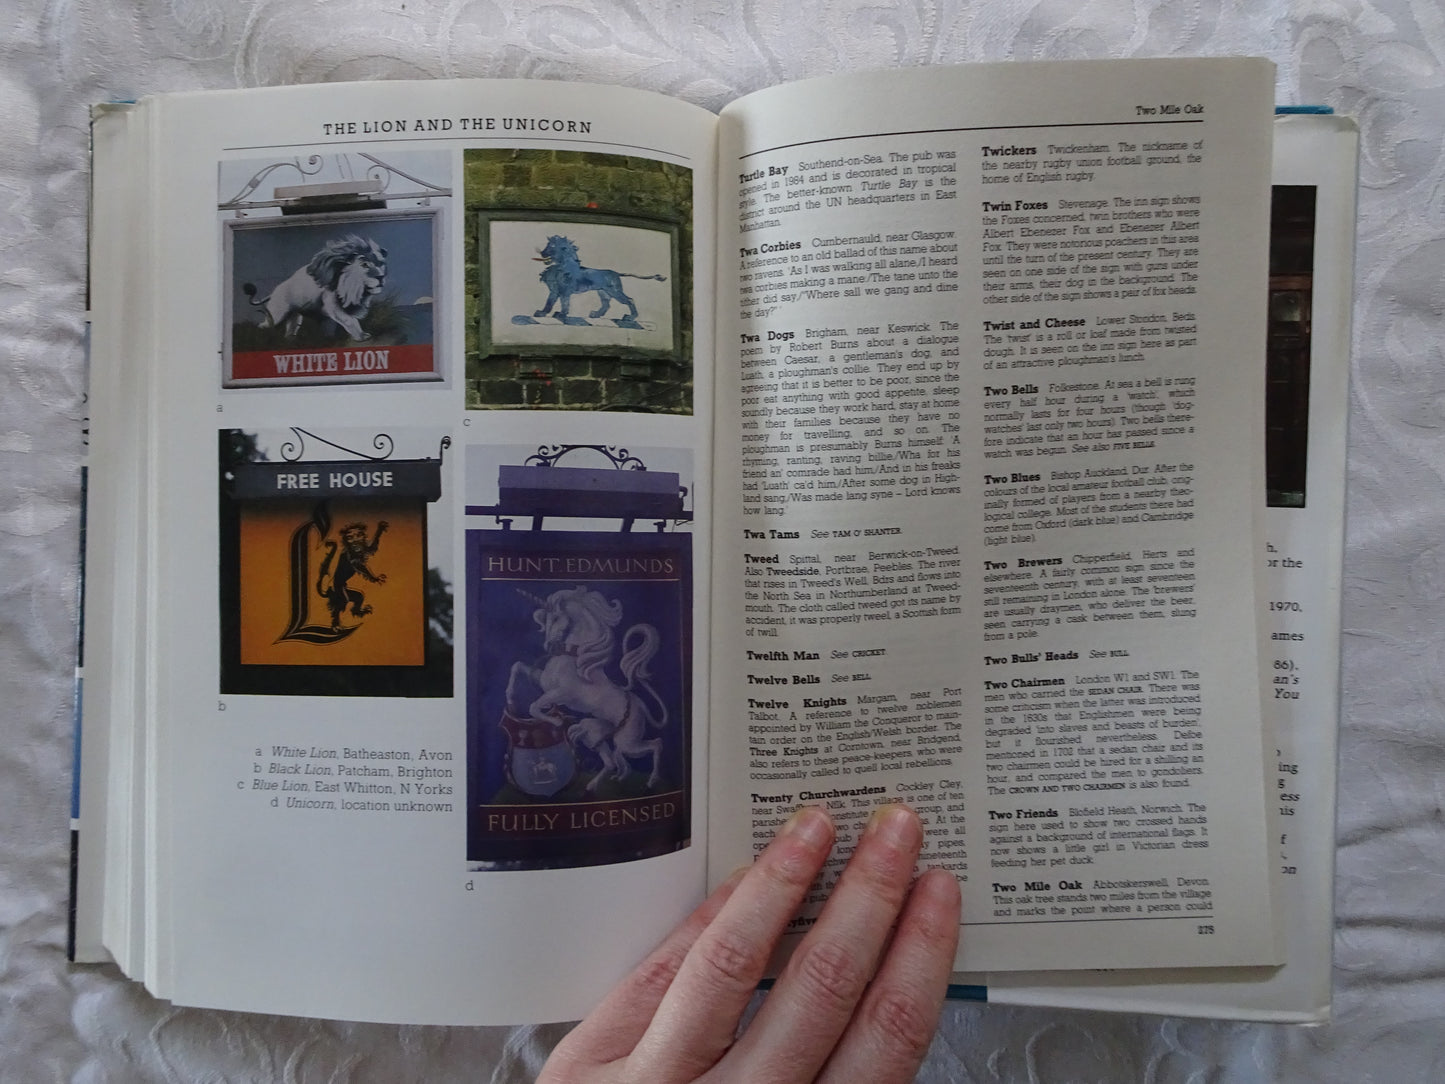 THE LION AND THE UNICORN
WHITE LION
a
c
FREE HOUSE
L
b
HUNT EDMUNDS
FULLY LICENSED
d
a White Lion, Batheaston, Avon
b Black Lion, Patcham, Brighton
c Blue Lion, East Whitton, N Yorks
d Unicorn, location unknown
Two Mile Oak
Turtle Bay Southend-on-Sea. The pub was
opened in 1984 and is decorated in tropical
style. The better-known Turtle Bay is the
district around the UN headquarters in East
Manhattan.
Twa Corbies Cumbernauld, near Glasgow.
A reference to an old ballad of this name about
two ravens. 'As I was walking all alane,/I heard
twa corbies making a mane:/The tane unto the
tither did say/"Where sall we gang and dine
the day?" '
Twa Dogs Brigham, near Keswick. The
poem by Robert Burns about a dialogue
between Caesar, a gentleman's dog, and
Luath, a ploughman's collie. They end up by
agreeing that it is better to be poor, since the
poor eat anything with good appetite, sleep
soundly because they work hard, stay at home
with their families because they have no
money for travelling, and so on. The
ploughman is presumably Burns himself: 'A
rhyming, ranting, raving billie,/Wha for his
friend an' comrade had him,/And in his freaks
had 'Luath' ca'd him,/After some dog in High-
land sang,/Was made lang syne – Lord knows
how lang.'
Twa Tams See TAM O' SHANTER.
Tweed Spittal, near Berwick-on-Tweed.
Also Tweedside, Portbrae, Peebles. The river
that rises in Tweed's Well, Bdrs and flows into
the North Sea in Northumberland at Tweed-
mouth. The cloth called tweed got its name by
accident, it was properly tweel, a Scottish form
of twill.
Twelfth Man See CRICKET.
Twelve Bells See BELL.
Twelve Knights Margam, near Port
Talbot. A reference to twelve noblemen
appointed by William the Conqueror to main-
tain order on the English/Welsh border. The
Three Knights at Corntown, near Bridgend,
also refers to these peace-keepers, who were
occasionally called to quell local rebellions.
Twenty Churchwardens Cockley Cley,
near Nflk. This village is one of ten
group, and
each At the
were all
pipes.
nineteenth
tankards
be
Twickers Twickenham. The nickname of
the nearby rugby union football ground, the
home of English rugby.
Twin Foxes Stevenage. The inn sign shows
the Foxes concerned, twin brothers who were
Albert Ebenezer Fox and Ebenezer Albert
Fox. They were notorious poachers in this area
until the turn of the present century. They are
seen on one side of the sign with guns under
their arms, their dog in the background. The
other side of the sign shows a pair of fox heads.
Twist and Cheese Lower Stondon, Beds
The 'twist' is a roll or loaf made from twisted
dough. It is seen on the inn sign here as part
of an attractive ploughman's lunch.
Two Bells Folkestone. At sea a bell is rung
every half hour during a 'watch', which
normally lasts for four hours (though 'dog-
watches' last only two hours). Two bells there-
fore indicate that an hour has passed since a
watch was begun. See also FIVE BELLS.
Two Blues Bishop Auckland, Dur. After the
colours of the local amateur football club, orig-
inally formed of players from a nearby theo-
logical college. Most of the students there had
come from Oxford (dark blue) and Cambridge
(light blue).
Two Brewers Chipperfield, Herts and
elsewhere. A fairly common sign since the
seventeenth century, with at least seventeen
still remaining in London alone. The 'brewers'
are usually draymen, who deliver the beer,
seen carrying a cask between them, slung
from a pole.
Two Bulls' Heads See BULL.
Two Chairmen London W1 and SW1. The
men who carried the SEDAN CHAIR. There was
some criticism when the latter was introduced
in the 1630s that Englishmen were being
degraded 'into slaves and beasts of burden',
but it flourished nevertheless. Defoe
mentioned in 1702 that a sedan chair and its
two chairmen could be hired for a shilling an
hour, and compared the men to gondoliers.
The CROWN AND TWO CHAIRMEN is also found.
Two Friends Blofield Heath, Norwich. The
sign here used to show two crossed hands
against a background of international flags. It
now shows a little girl in Victorian dress
feeding her pet duck.
Two Mile Oak Abbotskerswell, Devon.
This oak tree stands two miles from the village
and marks the point where a person could
275
or the
1970,
ames
86),
You